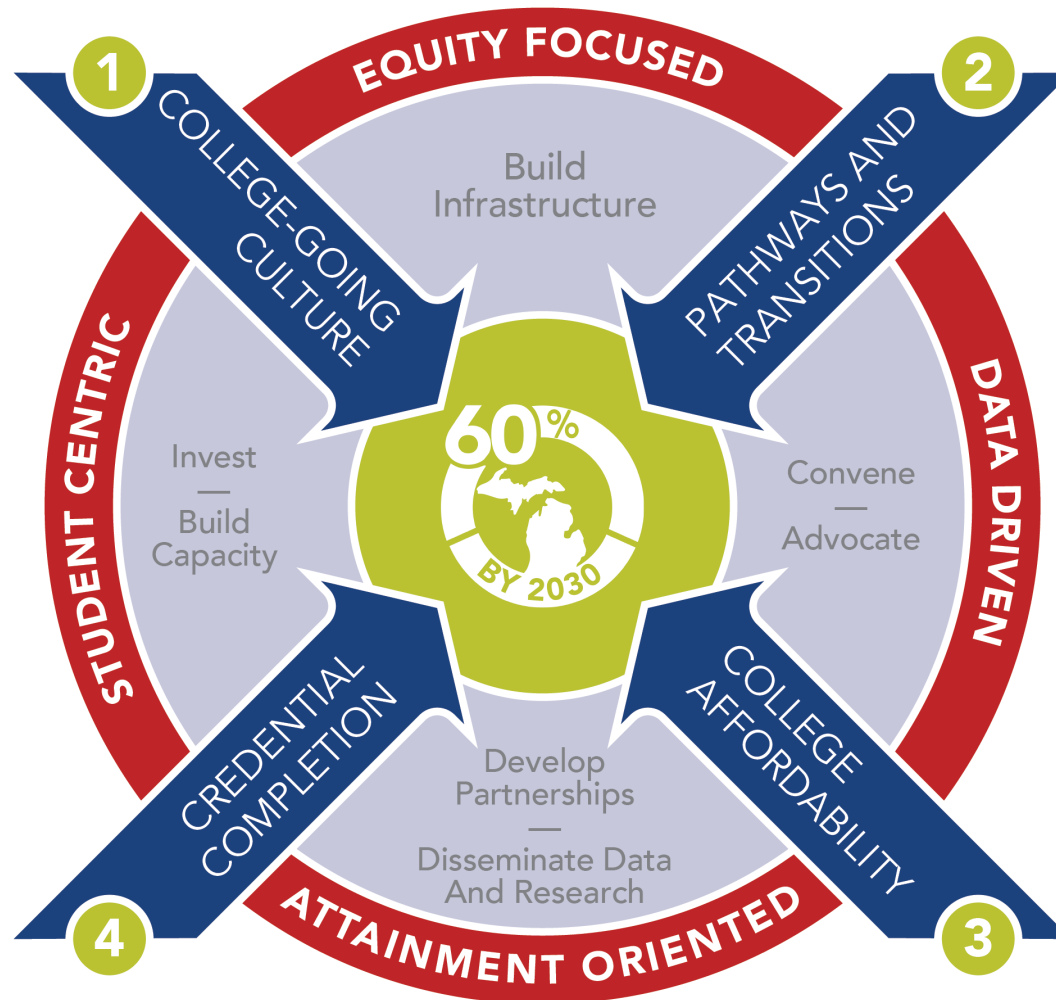 1
COLLEGE-GOING
CULTURE
EQUITY FOCUSED
2
PATHWAYS AND
TRANSITIONS
Build
Infrastructure
STUDENT CENTRIC
Invest
—
Build
Capacity
60%
BY 2030
Convene
—
Advocate
DATA DRIVEN
4
CREDENTIAL
COMPLETION
Develop
Partnerships
—
Disseminate Data
And Research
ATTAINMENT ORIENTED
3
COLLEGE
AFFORDABILITY